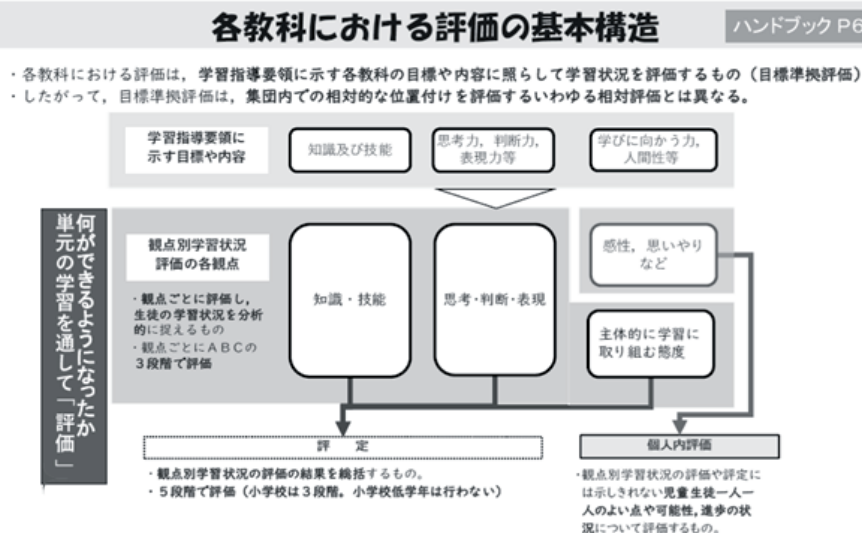 各教科における評価の基本構造
ハンドブック P6
・各教科における評価は，学習指導要領に示す各教科の目標や内容に照らして学習状況を評価するもの（目標準拠評価）
・したがって，目標準拠評価は，集団内での相対的な位置付けを評価するいわゆる相対評価とは異なる。
学習指導要領に
示す目標や内容
知識及び技能
思考力，判断力，
表現力等
学びに向かう力，
人間性等
何ができるようになったか
単元の学習を通して「評価」
観点別学習状況
評価の各観点
・観点ごとに評価し，
生徒の学習状況を分析
的に捉えるもの
・観点ごとにＡＢＣの
３段階で評価
知識・技能
思考・判断・表現
感性，思いやり
など
主体的に学習に
取り組む態度
評　定
・観点別学習状況の評価の結果を総括するもの。
・５段階で評価（小学校は３段階。小学校低学年は行わない）
個人内評価
・観点別学習状況の評価や評定に
は示しきれない児童生徒一人一
人のよい点や可能性，進歩の状
況について評価するもの。